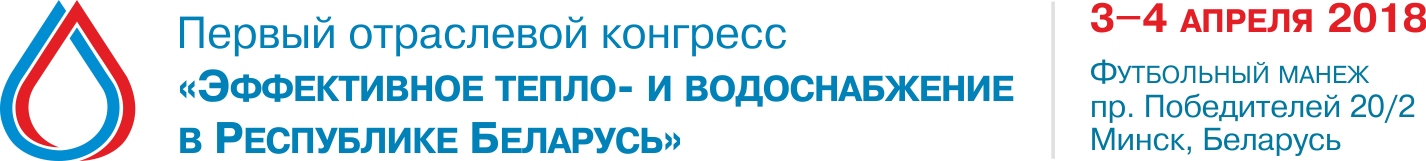 Первый отраслевой конгресс
«Эффективное тепло- и водоснабжение
в Республике Беларусь»
3–4 апреля 2018
Футбольный манеж
пр. Победителей 20/2
Минск, Беларусь